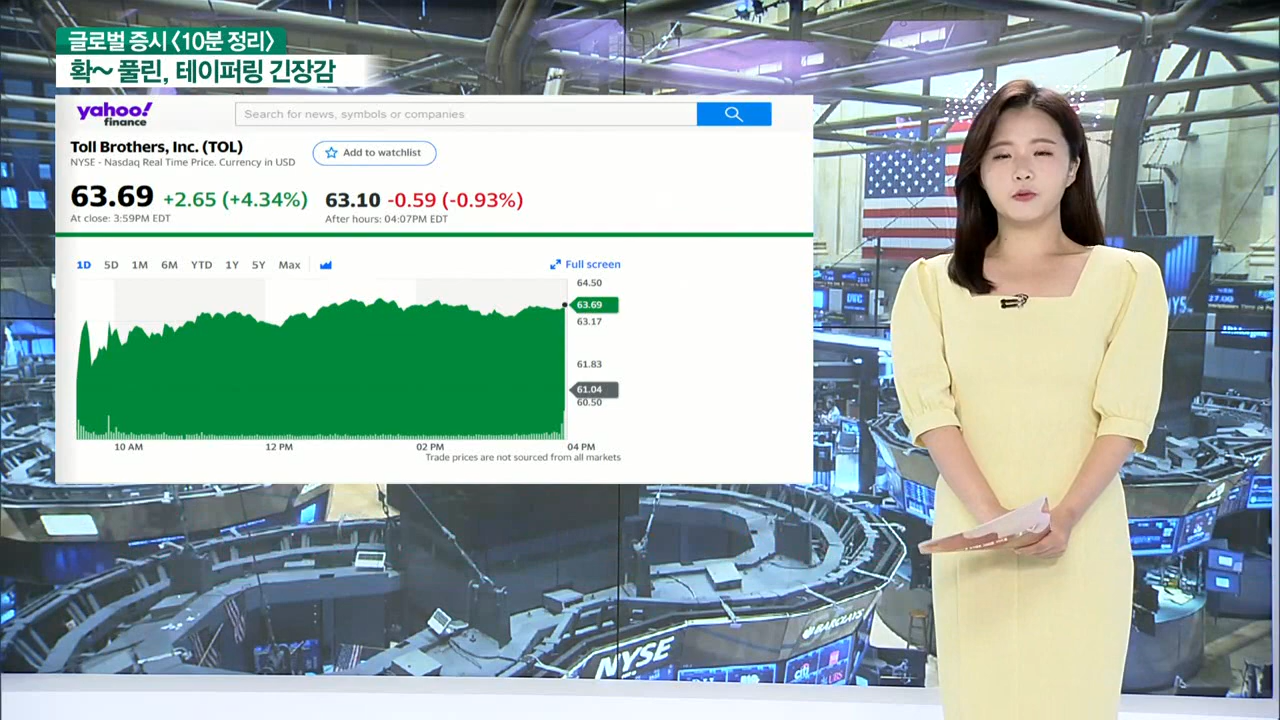 글로벌 증시 <10분 정리>
확~ 풀린, 테이퍼링 긴장감
yahoo!
finance
Search for news, symbols or companies
Toll Brothers, Inc. (TOL)
NYSE - Nasdaq Real Time Price. Currency in USD
Add to watchlist
63.69 +2.65 (+4.34%) 63.10 -0.59 (-0.93%)
At close: 3:59PM EDT After hours: 04:07PM EDT
1D 5D 1M 6M YTD 1Y 5Y Max
Full screen
64.50
63.69
63.17
61.83
61.04
60.50
10 AM 12 PM 02 PM 04 PM
Trade prices are not sourced from all markets
27.00
BARCLAYS
NYSE
citi
UBS